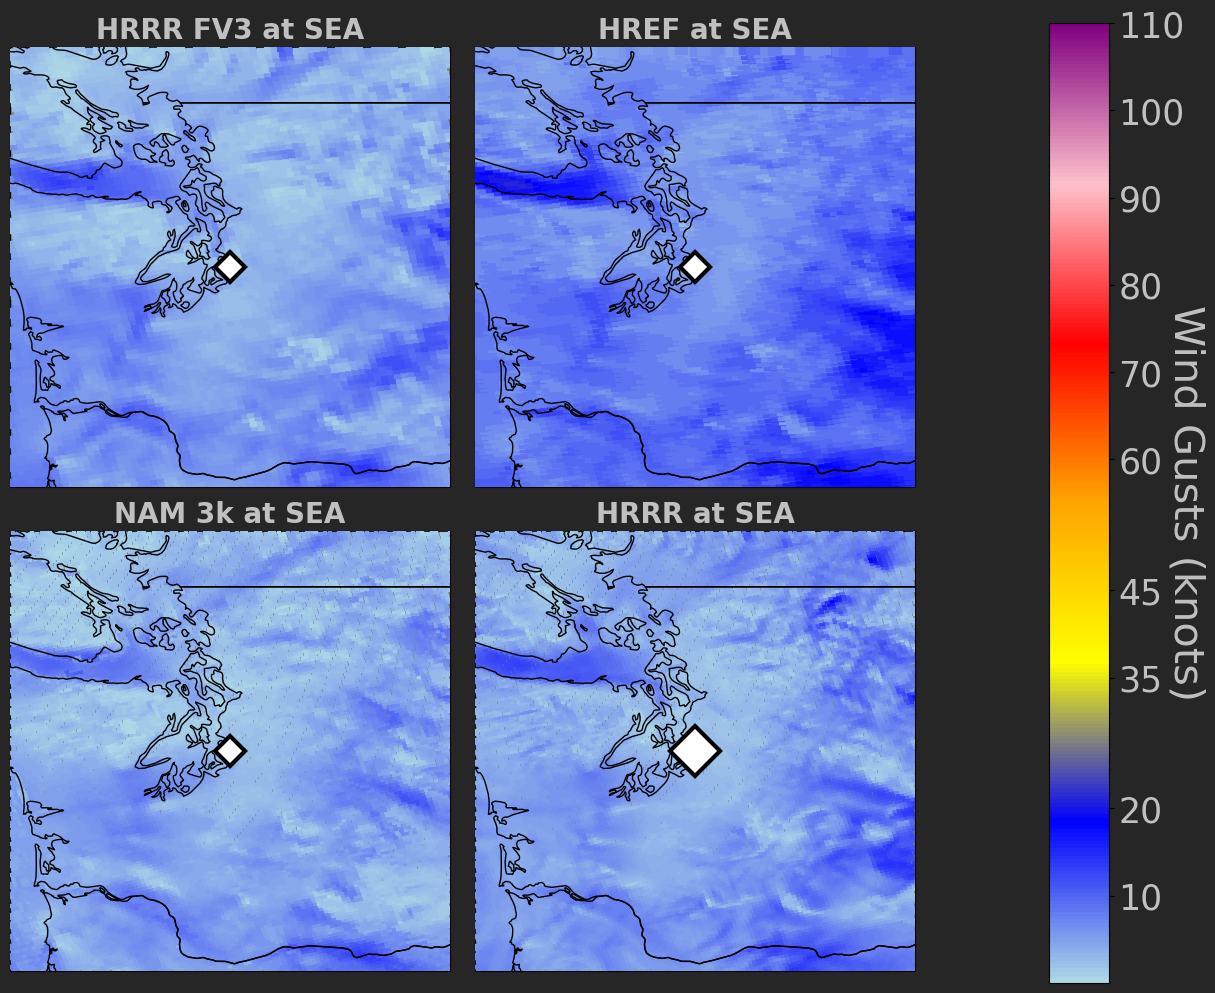 HRRR FV3 at SEA
HREF at SEA
NAM 3k at SEA
HRRR at SEA
110
100
90
80
70
60
45
35
20
10
Wind Gusts (knots)